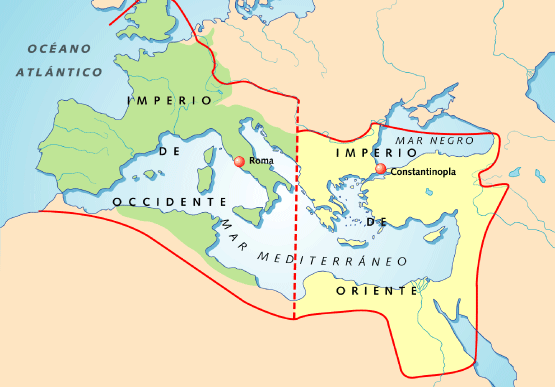 OCÉANO
ATLÁNTICO
IMPERIO
DE
OCCIDENTE
Roma
MAR MEDITERRÁNEO
MAR NEGRO
IMPERIO
Constantinopla
DE
ORIENTE